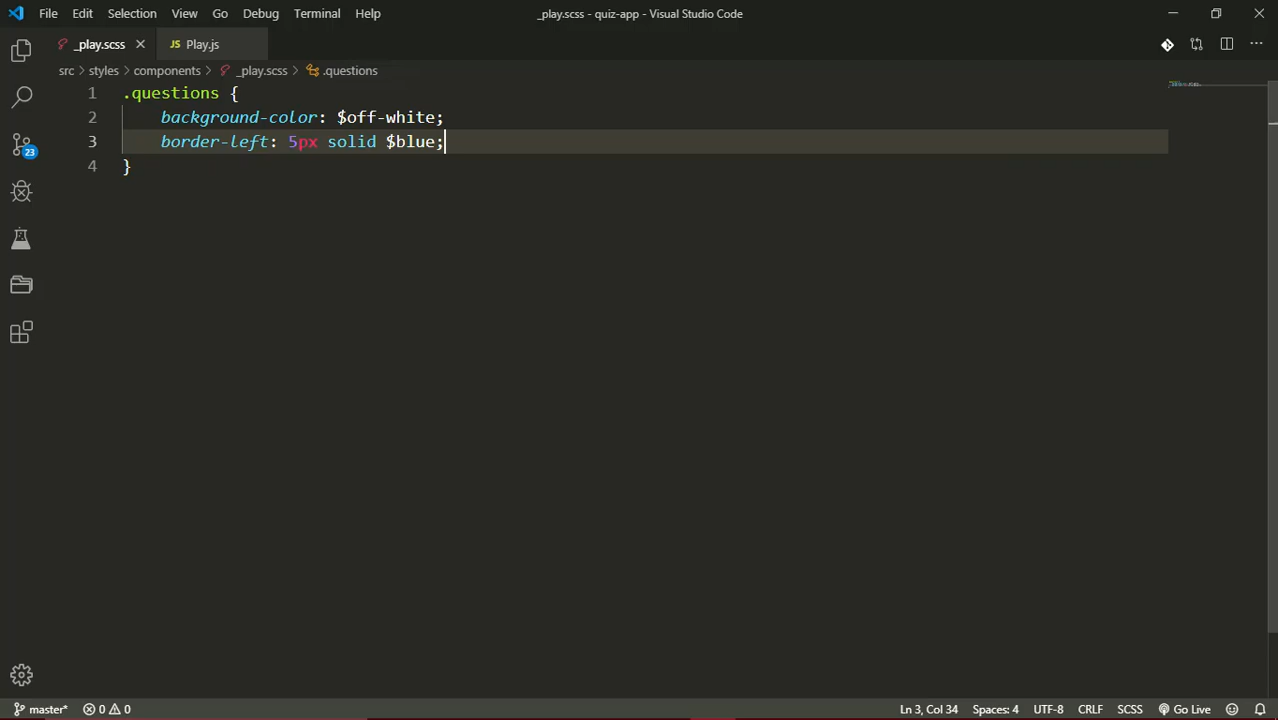 File Edit Selection View Go Debug Terminal Help _play.scss - quiz-app - Visual Studio Code
_play.scss JS Play.js
src > styles > components > _play.scss > .questions
1 .questions {
2 background-color: $off-white;
3 border-left: 5px solid $blue;
4 }
23
master* 0 0 Ln 3, Col 34 Spaces: 4 UTF-8 CRLF SCSS Go Live